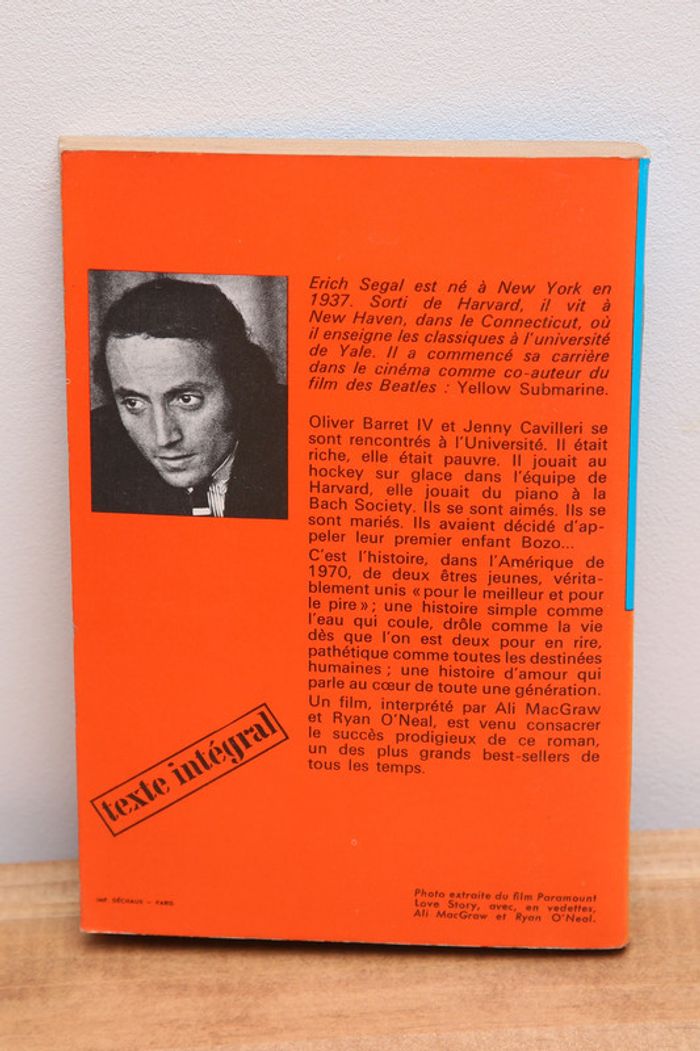 Erich Segal est né à New York en
1937. Sorti de Harvard, il vit à
New Haven, dans le Connecticut, où
il enseigne les classiques à l'université
de Yale. Il a commencé sa carrière
dans le cinéma comme co-auteur du
film des Beatles : Yellow Submarine.
Oliver Barret IV et Jenny Cavilleri se
sont rencontrés à l'Université. Il était
riche, elle était pauvre. Il jouait au
hockey sur glace dans l'équipe de
Harvard, elle jouait du piano à la
Bach Society. Ils se sont aimés. Ils se
sont mariés. Ils avaient décidé d'ap-
peler leur premier enfant Bozo...
C'est l'histoire, dans l'Amérique de
1970, de deux êtres jeunes, vérita-
blement unis « pour le meilleur et pour
le pire » ; une histoire simple comme
l'eau qui coule, drôle comme la vie
dès que l'on est deux pour en rire,
pathétique comme toutes les destinées
humaines ; une histoire d'amour qui
parle au cœur de toute une génération.
Un film, interprété par Ali MacGraw
et Ryan O'Neal, est venu consacrer
le succès prodigieux de ce roman,
un des plus grands best-sellers de
tous les temps.
texte intégral
IMP. DÉCHAUX — PARIS
Photo extraite du film Paramount
Love Story, avec, en vedettes,
Ali MacGraw et Ryan O'Neal.